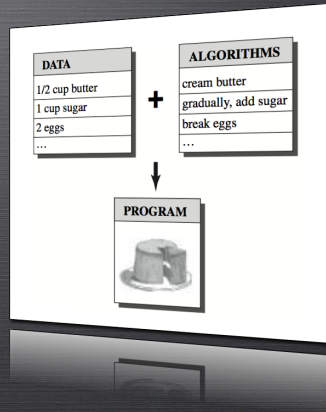 DATA
1/2 cup butter
1 cup sugar
2 eggs
...
+
ALGORITHMS
cream butter
gradually, add sugar
break eggs
...
PROGRAM